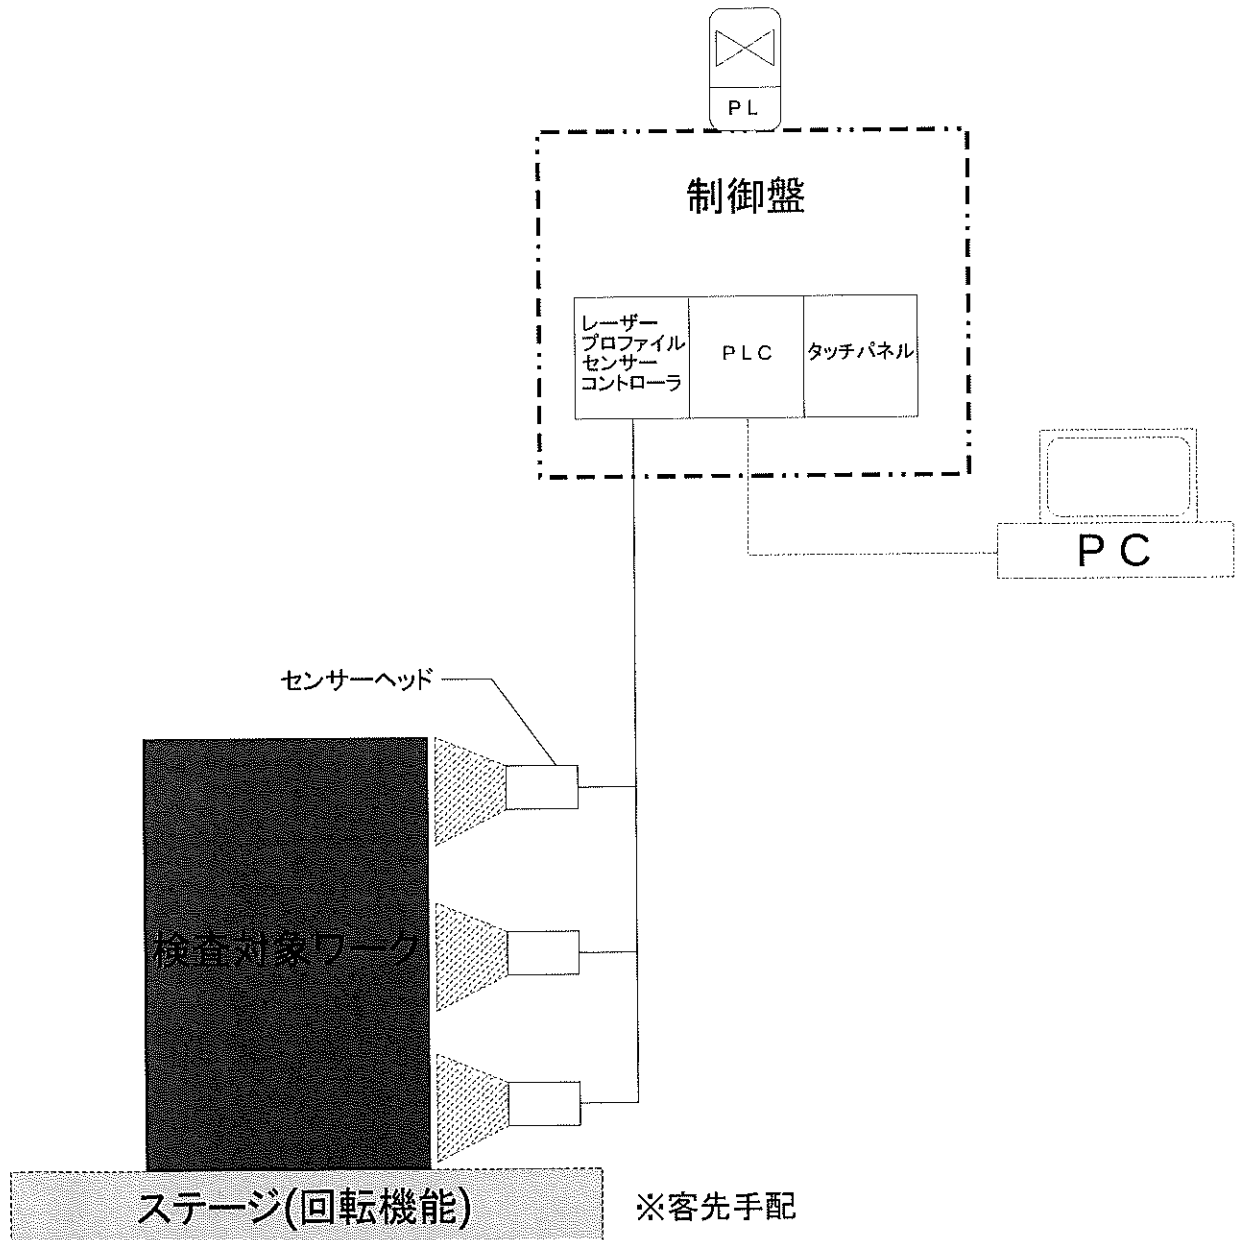 PL
制御盤
レーザー
プロファイル
センサー
コントローラ
PLC
タッチパネル
PC
センサーヘッド
検査対象ワーク
ステージ(回転機能)
※客先手配